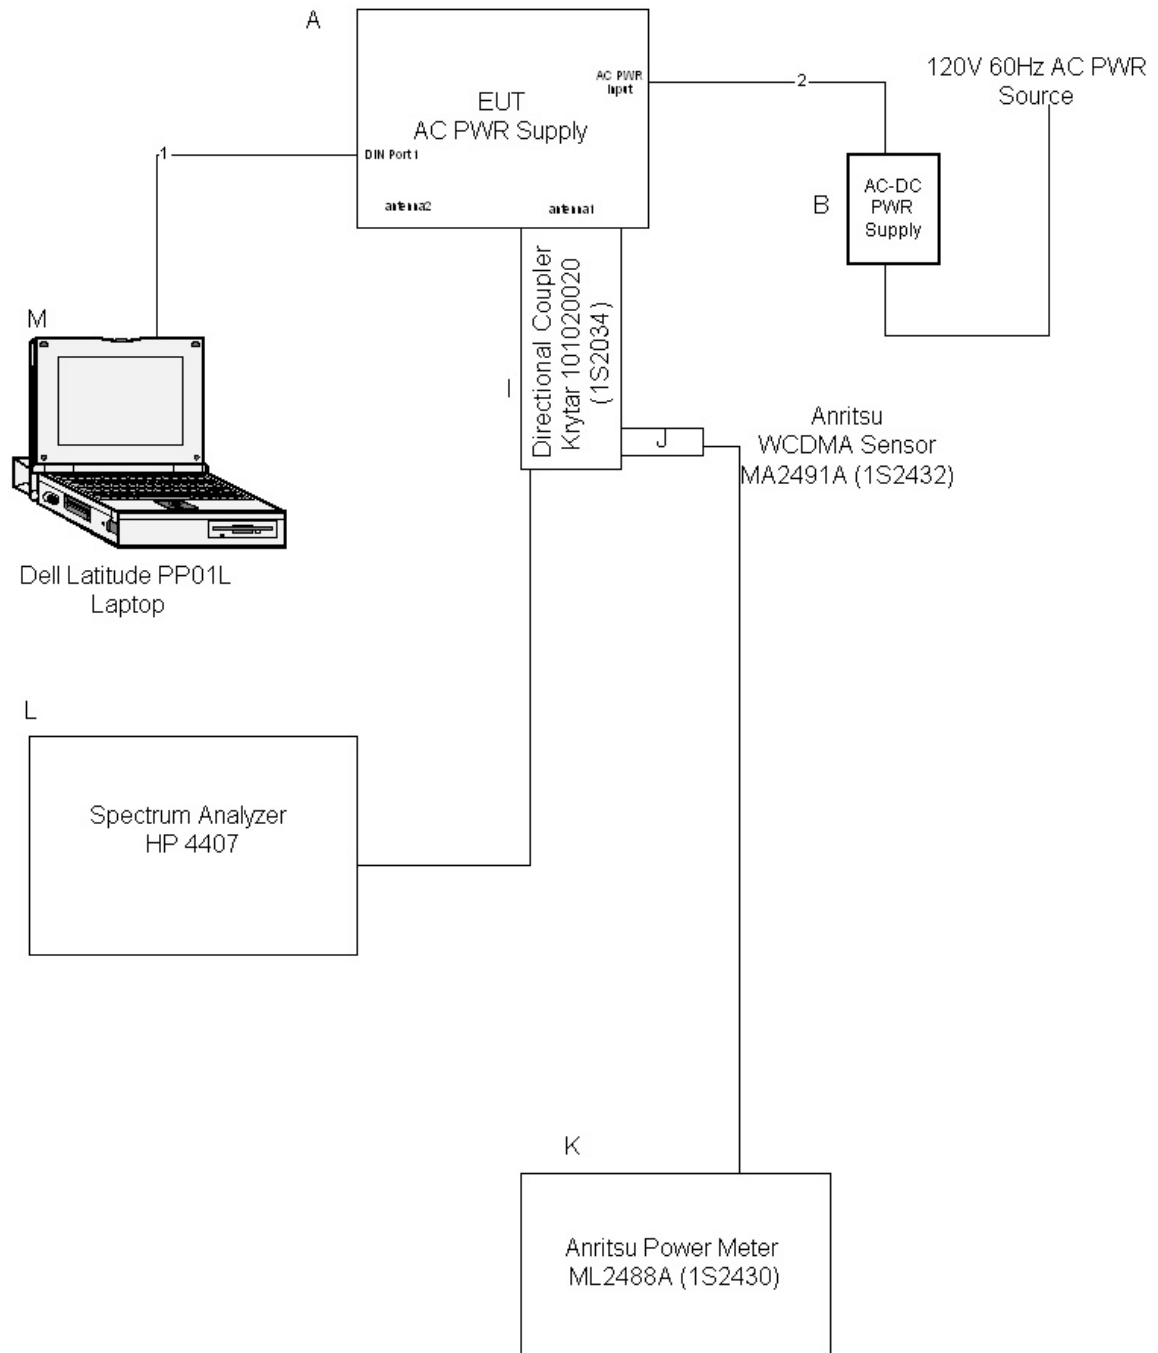 A
EUT
AC PWR Supply
AC PWR
Input
DIN Port 1
antenna2
antenna1
1
2
120V 60Hz AC PWR
Source
B
AC-DC
PWR
Supply
M
Dell Latitude PP01L
Laptop
I
Directional Coupler
Krytar 101020020
(1S2034)
J
Anritsu
WCDMA Sensor
MA2491A (1S2432)
L
Spectrum Analyzer
HP 4407
K
Anritsu Power Meter
ML2488A (1S2430)